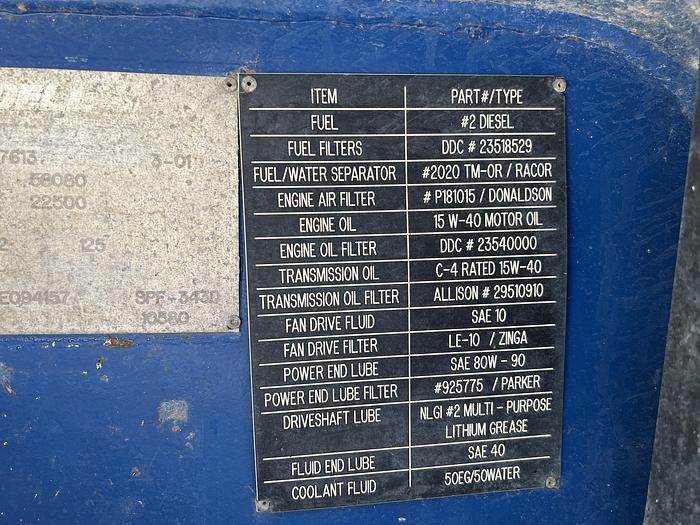 7613 3-01
58080
22500
2 125
EQ94157 SPF-343D
10580
ITEM PART#/TYPE
FUEL #2 DIESEL
FUEL FILTERS DDC # 23518529
FUEL/WATER SEPARATOR #2020 TM-OR / RACOR
ENGINE AIR FILTER # P181015 / DONALDSON
ENGINE OIL 15 W-40 MOTOR OIL
ENGINE OIL FILTER DDC # 23540000
TRANSMISSION OIL C-4 RATED 15W-40
TRANSMISSION OIL FILTER ALLISON # 29510910
FAN DRIVE FLUID SAE 10
FAN DRIVE FILTER LE-10 / ZINGA
POWER END LUBE SAE 80W - 90
POWER END LUBE FILTER #925775 / PARKER
DRIVESHAFT LUBE NLGI #2 MULTI - PURPOSE
LITHIUM GREASE
FLUID END LUBE SAE 40
COOLANT FLUID 50EG/50WATER